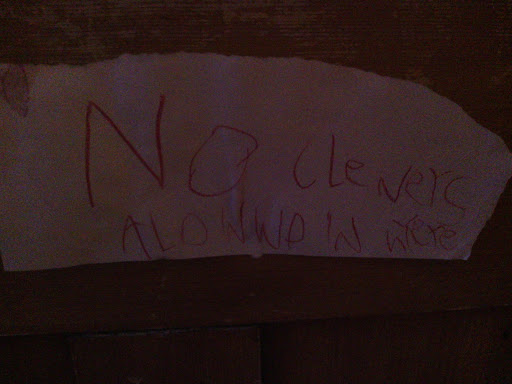 NO cleners
ALOWWD IN here